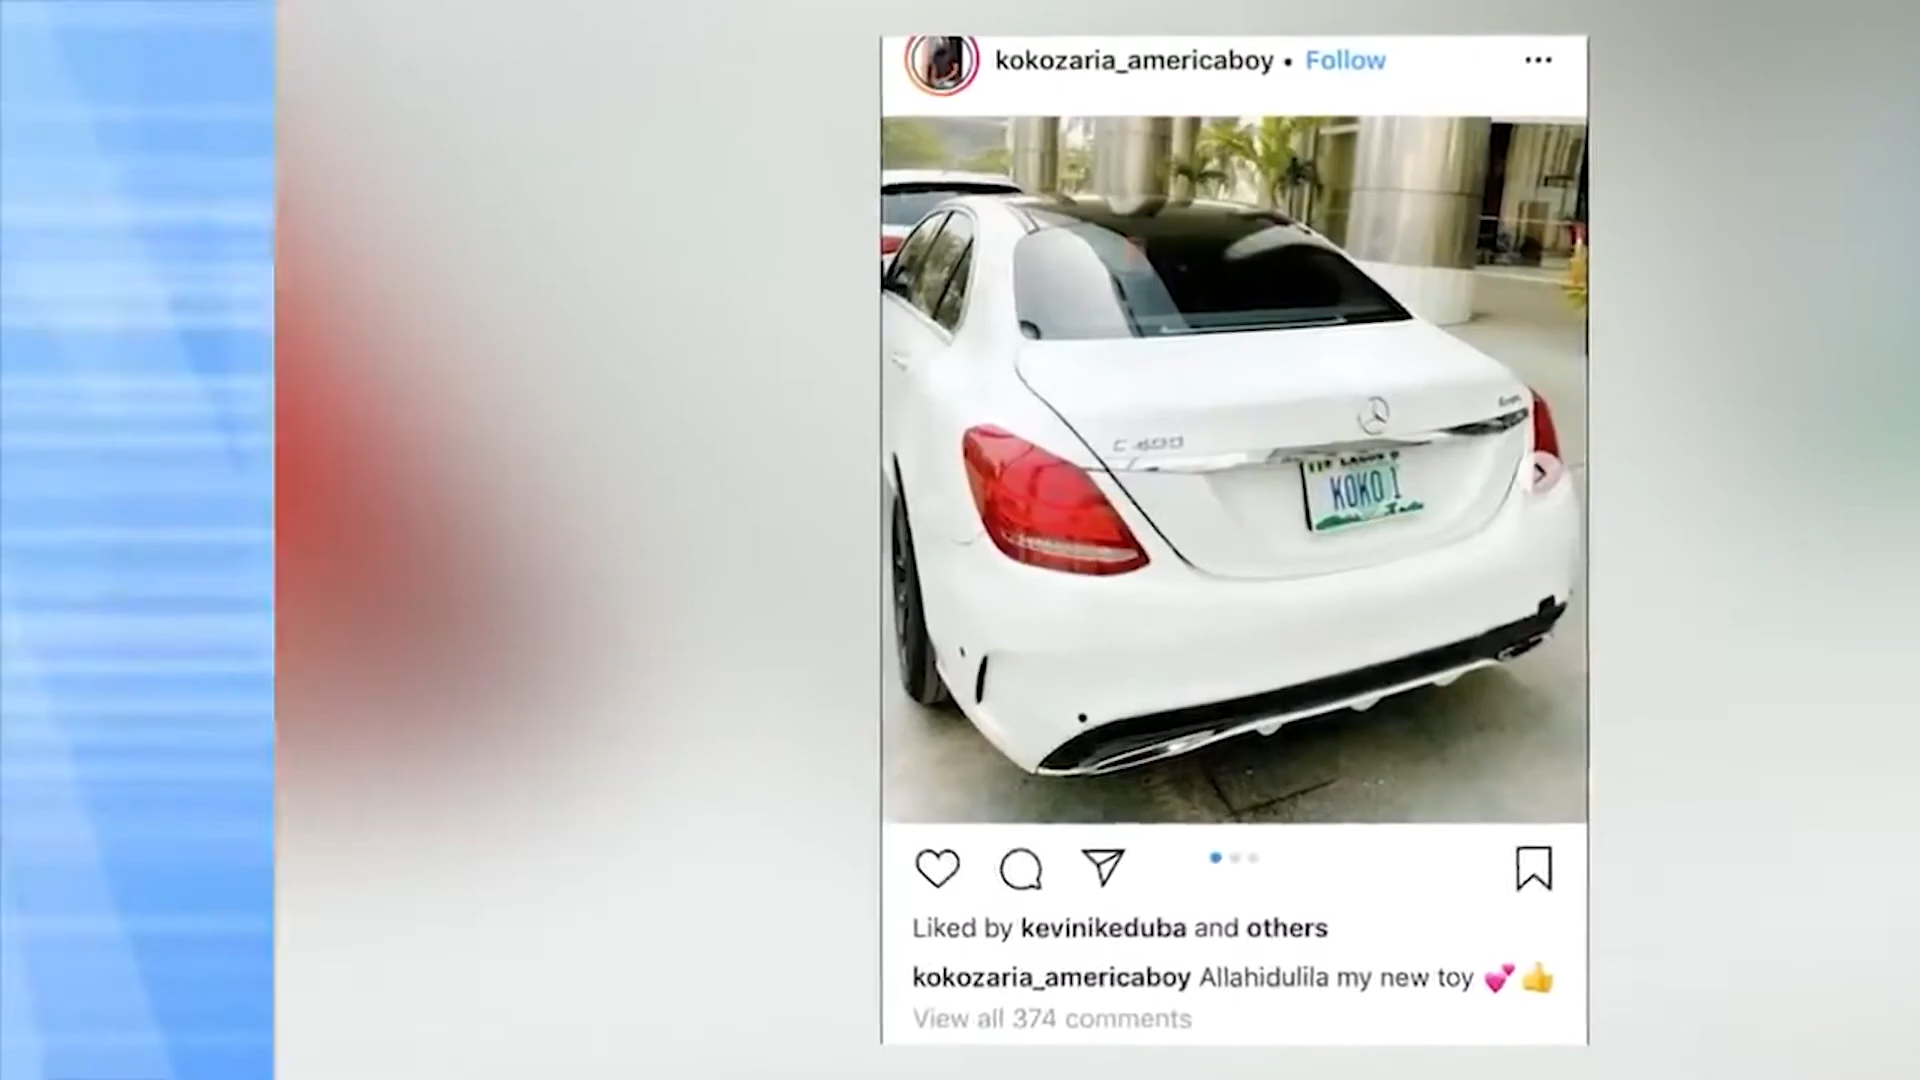 kokozaria_americaboy • Follow
C 400
KOKO 1
Liked by kevinikeduba and others
kokozaria_americaboy Allahidulila my new toy 💕👍
View all 374 comments